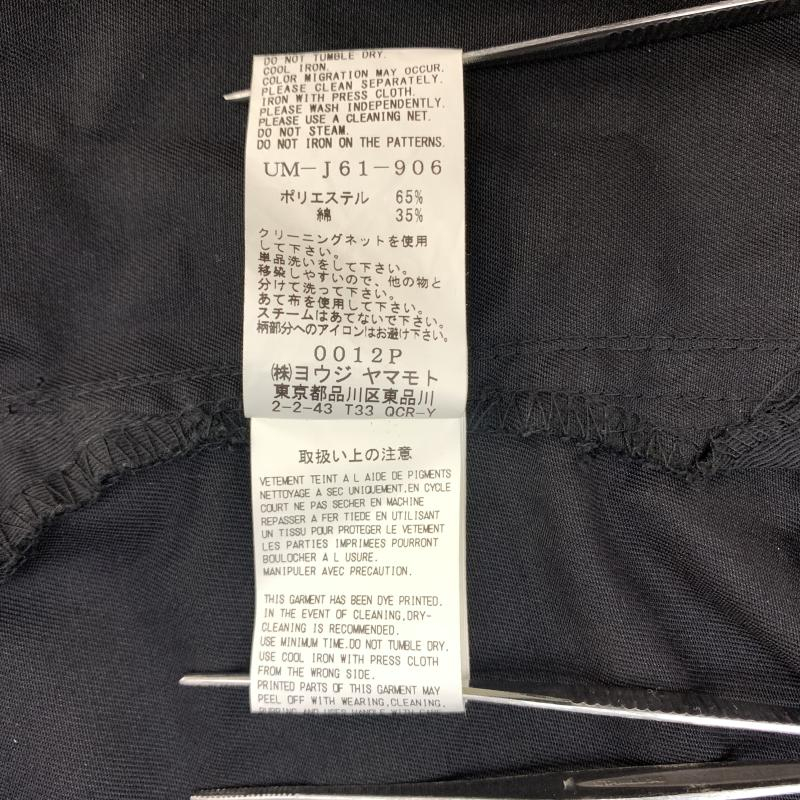 DO NOT TUMBLE DRY.
COOL IRON.
COLOR MIGRATION MAY OCCUR.
PLEASE CLEAN SEPARATELY.
IRON WITH PRESS CLOTH.
PLEASE WASH INDEPENDENTLY.
PLEASE USE A CLEANING NET.
DO NOT STEAM.
DO NOT IRON ON THE PATTERNS.
UM-J61-906
ポリエステル 65%
綿 35%
クリーニングネットを使用
して下さい。
単品洗いをして下さい。
移染しやすいので、他の物と
分けて洗って下さい。
あて布を使用して下さい。
スチームはあてないで下さい。
柄部分へのアイロンはお避け下さい。
0012P
㈱ヨウジ ヤマモト
東京都品川区東品川
2-2-43 T33 QCR-Y
取扱い上の注意
VETEMENT TEINT A L AIDE DE PIGMENTS
NETTOYAGE A SEC UNIQUEMENT,EN CYCLE
COURT NE PAS SECHER EN MACHINE
REPASSER A FER TIEDE EN UTILISANT
UN TISSU POUR PROTEGER LE VETEMENT
LES PARTIES IMPRIMEES POURRONT
BOULOCHER A L USURE.
MANIPULER AVEC PRECAUTION.
THIS GARMENT HAS BEEN DYE PRINTED.
IN THE EVENT OF CLEANING,DRY-
CLEANING IS RECOMMENDED.
USE MINIMUM TIME.DO NOT TUMBLE DRY.
USE COOL IRON WITH PRESS CLOTH
FROM THE WRONG SIDE.
PRINTED PARTS OF THIS GARMENT MAY
PEEL OFF WITH WEARING,CLEANING,
RUBBING AND USES HANDLE WITH CARE